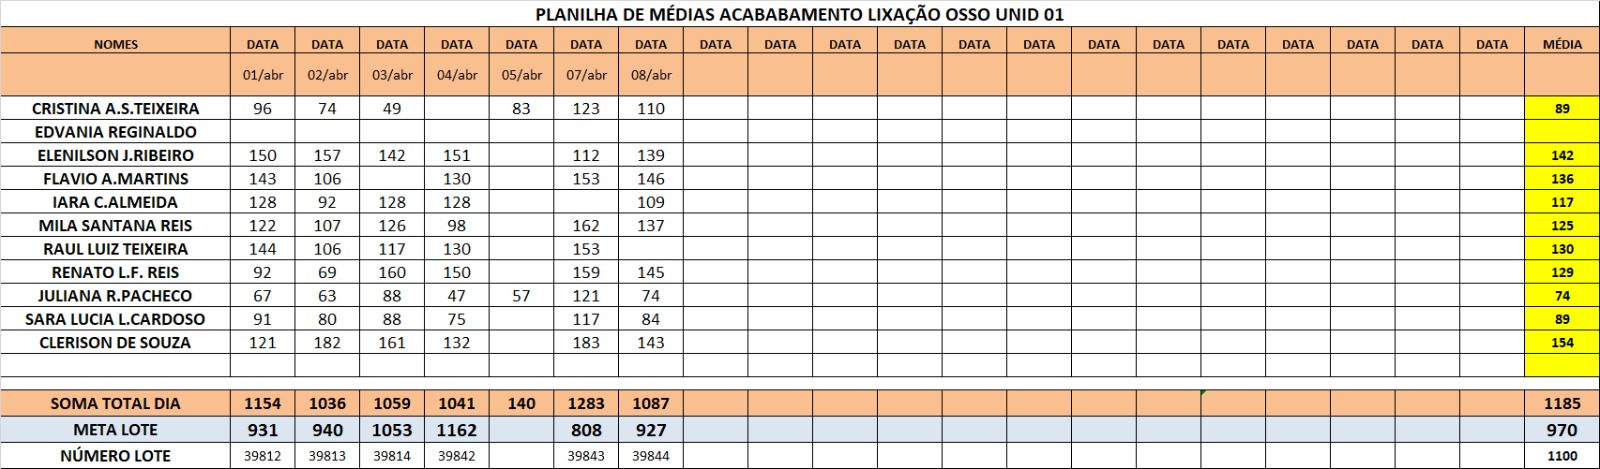 PLANILHA DE MÉDIAS ACABABAMENTO LIXAÇÃO OSSO UNID 01
NOMES DATA DATA DATA DATA DATA DATA DATA DATA DATA DATA DATA DATA DATA DATA DATA DATA DATA DATA DATA DATA MÉDIA
01/abr 02/abr 03/abr 04/abr 05/abr 07/abr 08/abr
CRISTINA A.S.TEIXEIRA 96 74 49 83 123 110 89
EDVANIA REGINALDO
ELENILSON J.RIBEIRO 150 157 142 151 112 139 142
FLAVIO A.MARTINS 143 106 130 153 146 136
IARA C.ALMEIDA 128 92 128 128 109 117
MILA SANTANA REIS 122 107 126 98 162 137 125
RAUL LUIZ TEIXEIRA 144 106 117 130 153 130
RENATO L.F. REIS 92 69 160 150 159 145 129
JULIANA R.PACHECO 67 63 88 47 57 121 74 74
SARA LUCIA L.CARDOSO 91 80 88 75 117 84 89
CLERISON DE SOUZA 121 182 161 132 183 143 154
SOMA TOTAL DIA 1154 1036 1059 1041 140 1283 1087 1185
META LOTE 931 940 1053 1162 808 927 970
NÚMERO LOTE 39812 39813 39814 39842 39843 39844 1100